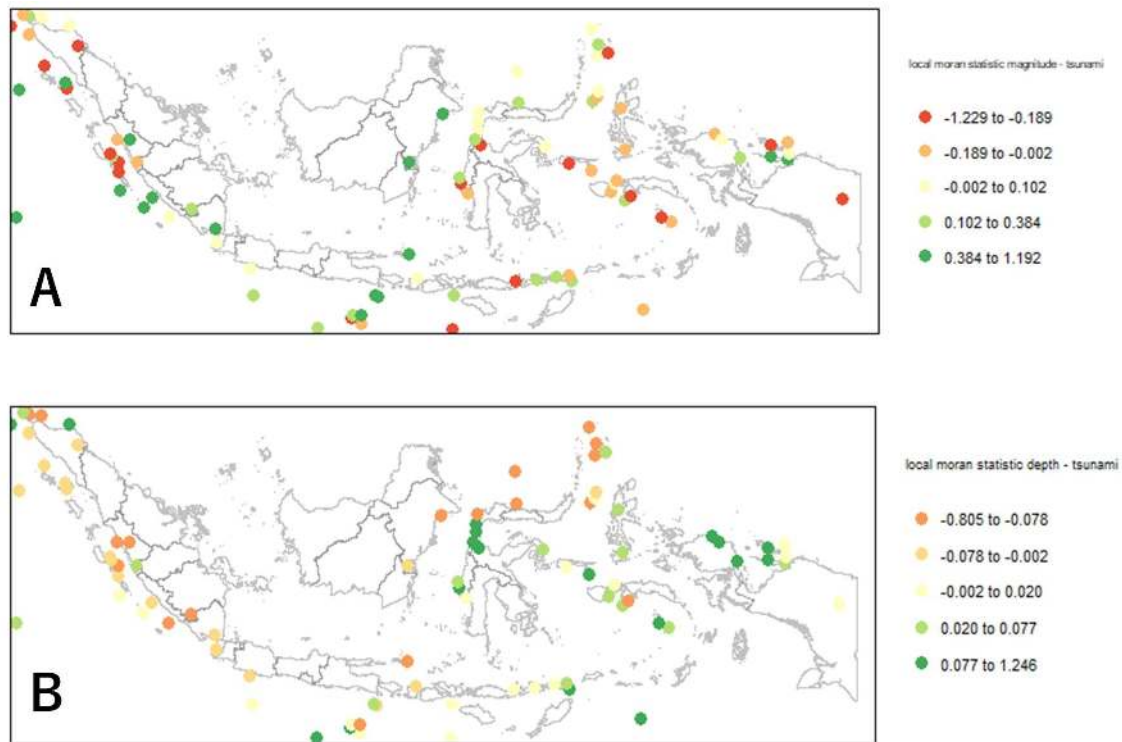 local moran statistic magnitude - tsunami
-1.229 to -0.189
-0.189 to -0.002
-0.002 to 0.102
0.102 to 0.384
0.384 to 1.192
A
local moran statistic depth - tsunami
-0.805 to -0.078
-0.078 to -0.002
-0.002 to 0.020
0.020 to 0.077
0.077 to 1.246
B